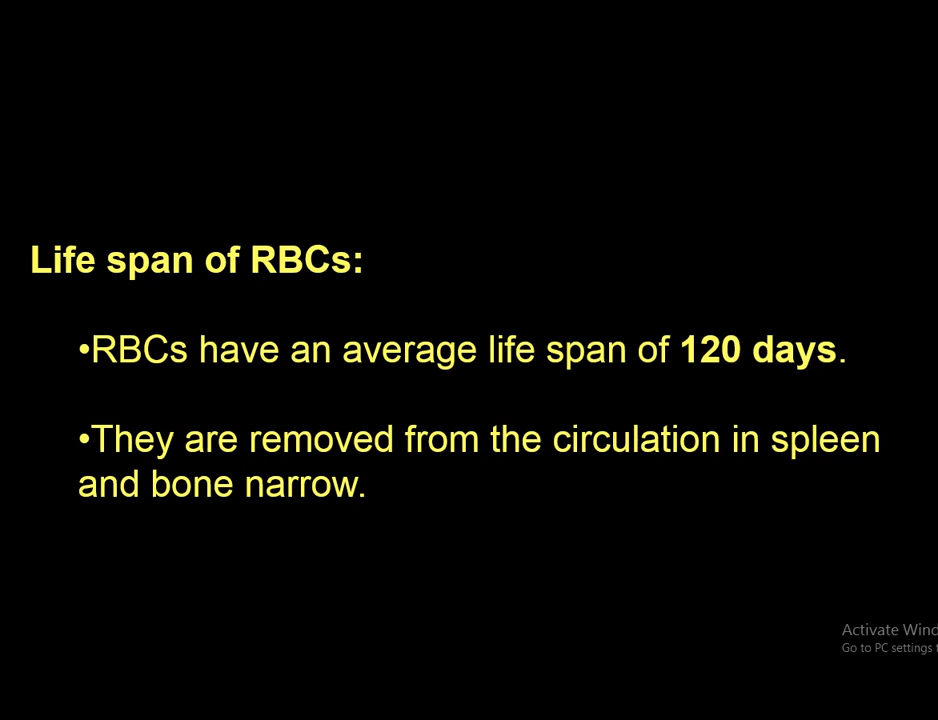 Life span of RBCs:
•RBCs have an average life span of 120 days.
•They are removed from the circulation in spleen
and bone narrow.
Activate Wind
Go to PC settings